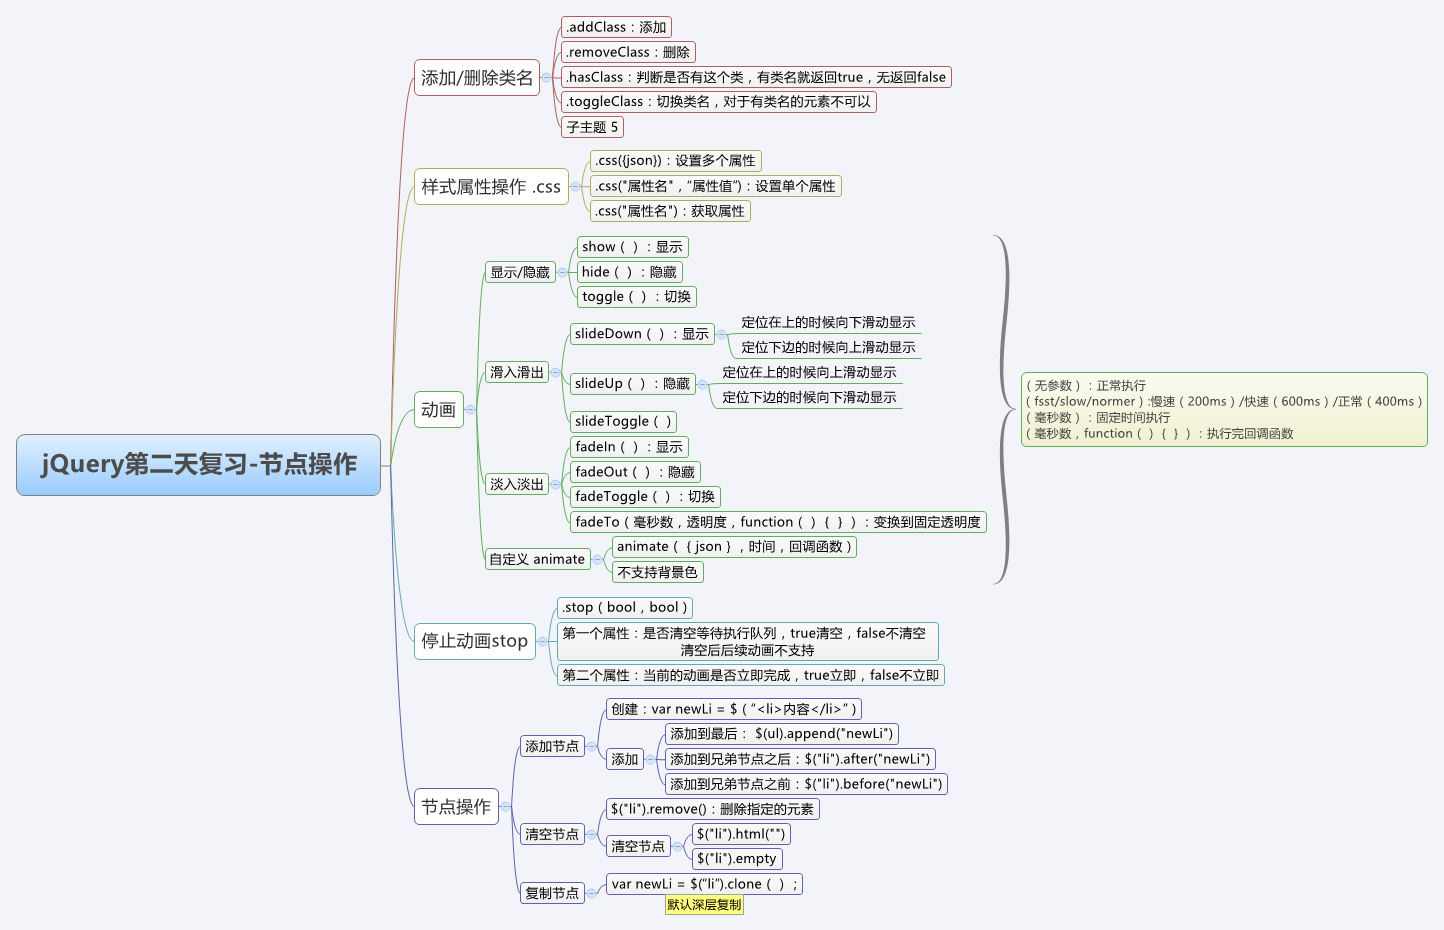 jQuery第二天复习-节点操作
添加/删除类名
.addClass：添加
.removeClass：删除
.hasClass：判断是否有这个类，有类名就返回true，无返回false
.toggleClass：切换类名，对于有类名的元素不可以
子主题 5
样式属性操作 .css
.css({json})：设置多个属性
.css("属性名"，“属性值”)：设置单个属性
.css("属性名")：获取属性
动画
显示/隐藏
show（ ）：显示
hide（ ）：隐藏
toggle（ ）：切换
滑入滑出
slideDown（ ）：显示
定位在上的时候向下滑动显示
定位下边的时候向上滑动显示
slideUp（ ）：隐藏
定位在上的时候向上滑动显示
定位下边的时候向下滑动显示
slideToggle（ ）
淡入淡出
fadeIn（ ）：显示
fadeOut（ ）：隐藏
fadeToggle（ ）：切换
fadeTo（毫秒数，透明度，function（ ）｛ ｝）：变换到固定透明度
自定义 animate
animate（ ｛json｝，时间，回调函数）
不支持背景色
（无参数）：正常执行
（fsst/slow/normer）:慢速（200ms）/快速（600ms）/正常（400ms）
（毫秒数）：固定时间执行
（毫秒数，function（ ）｛ ｝）：执行完回调函数
停止动画stop
.stop（bool，bool）
第一个属性：是否清空等待执行队列，true清空，false不清空
清空后后续动画不支持
第二个属性：当前的动画是否立即完成，true立即，false不立即
节点操作
添加节点
创建：var newLi = $（“<li>内容</li>”）
添加
添加到最后： $(ul).append("newLi")
添加到兄弟节点之后：$("li").after("newLi")
添加到兄弟节点之前：$("li").before("newLi")
清空节点
$("li").remove()：删除指定的元素
清空节点
$("li").html("")
$("li").empty
复制节点
var newLi = $(“li”).clone（ ）;
默认深层复制